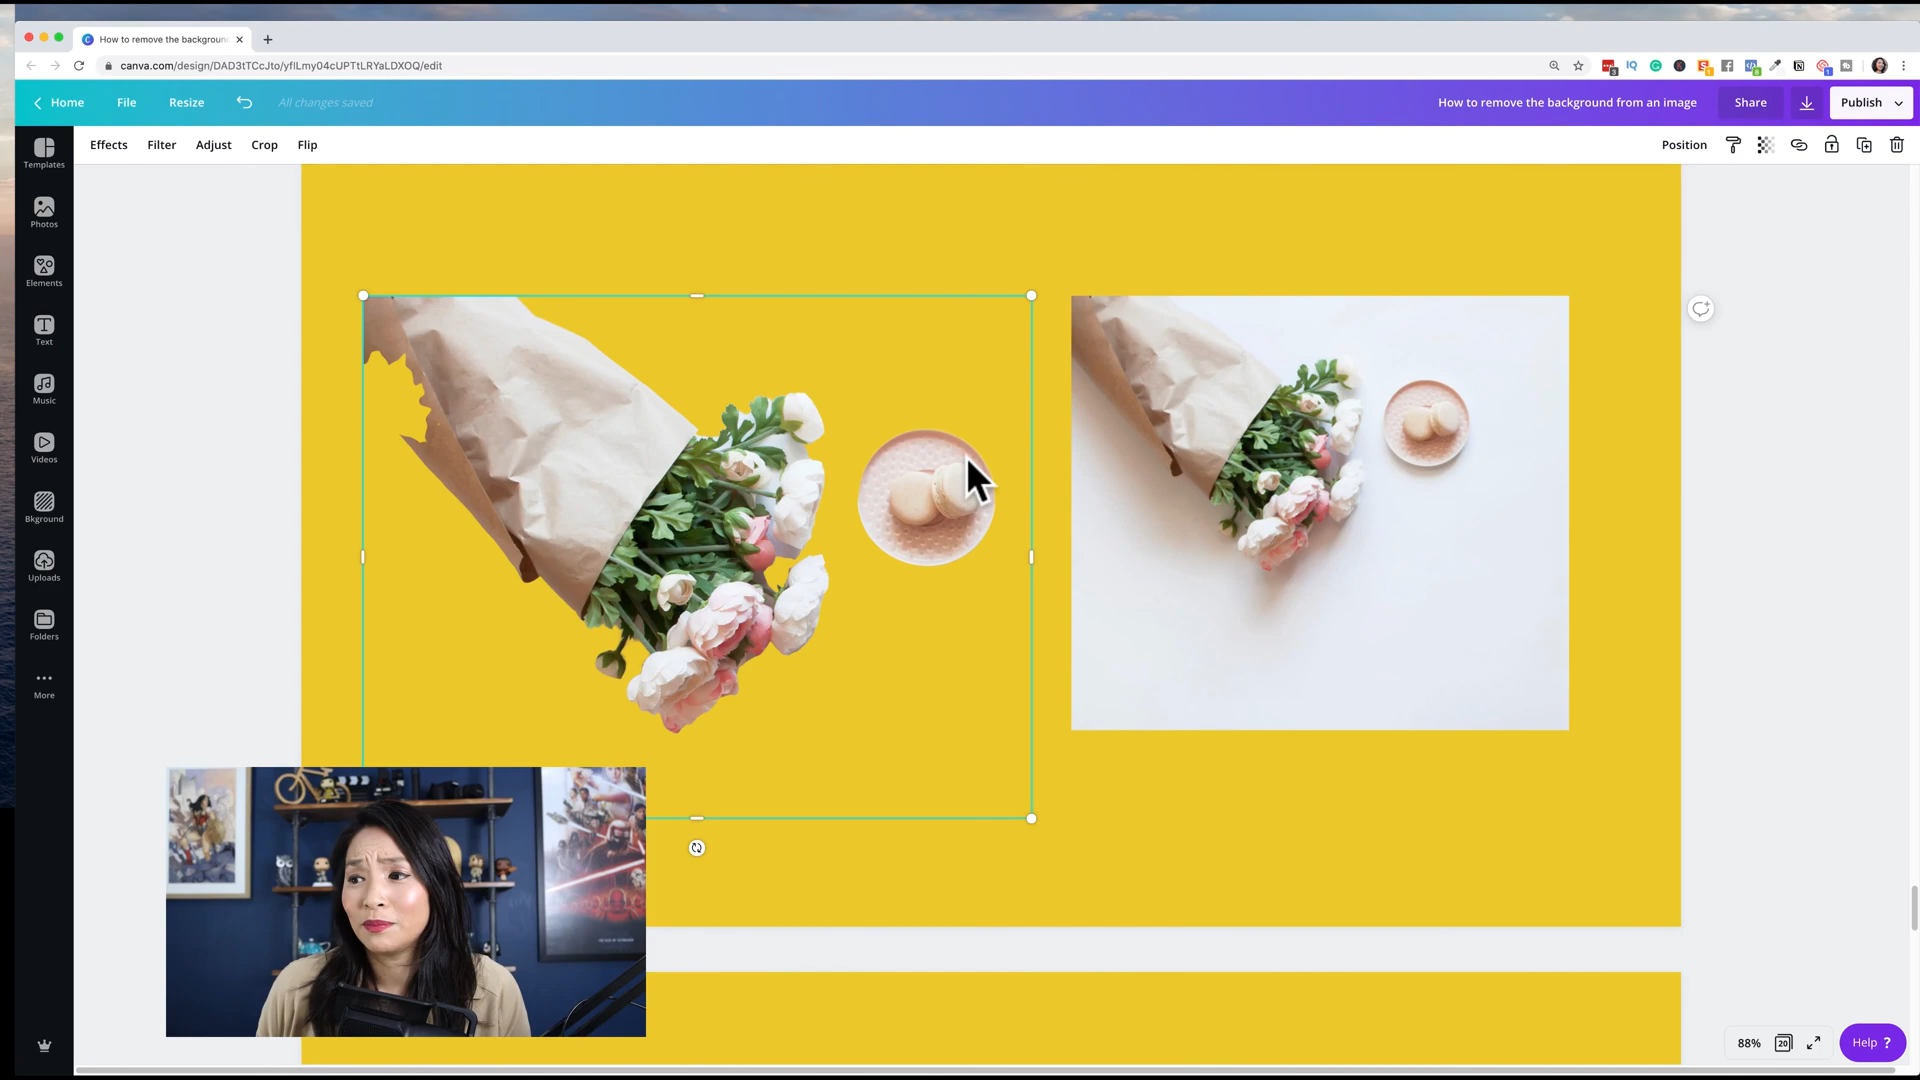 How to remove the backgroun
canva.com/design/DAD3tTCcJto/yflLmy04cUPTtLRYaLDXOQ/edit
Home File Resize All changes saved How to remove the background from an image Share Publish
Effects Filter Adjust Crop Flip Position
Templates
Photos
Elements
Text
Music
Videos
Bkground
Uploads
Folders
More
88% 20 Help ?